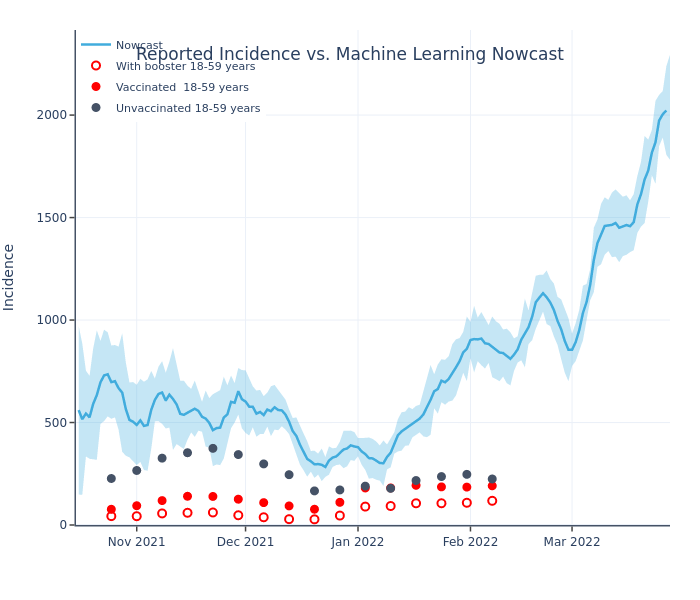 Reported Incidence vs. Machine Learning Nowcast
Nowcast
With booster 18-59 years
Vaccinated  18-59 years
Unvaccinated 18-59 years
Incidence
2000
1500
1000
500
0
Nov 2021
Dec 2021
Jan 2022
Feb 2022
Mar 2022